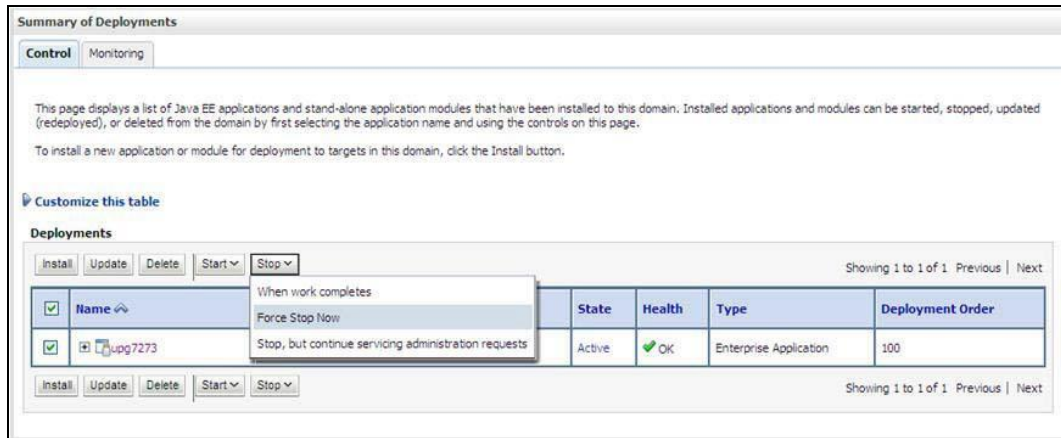 Summary of Deployments
Control Monitoring
This page displays a list of Java EE applications and stand-alone application modules that have been installed to this domain. Installed applications and modules can be started, stopped, updated
(redeployed), or deleted from the domain by first selecting the application name and using the controls on this page.
To install a new application or module for deployment to targets in this domain, click the Install button.
Customize this table
Deployments
Install Update Delete Start Stop Showing 1 to 1 of 1 Previous | Next
When work completes
Force Stop Now
Stop, but continue servicing administration requests
Name State Health Type Deployment Order
upg7273 Active OK Enterprise Application 100
Install Update Delete Start Stop Showing 1 to 1 of 1 Previous | Next